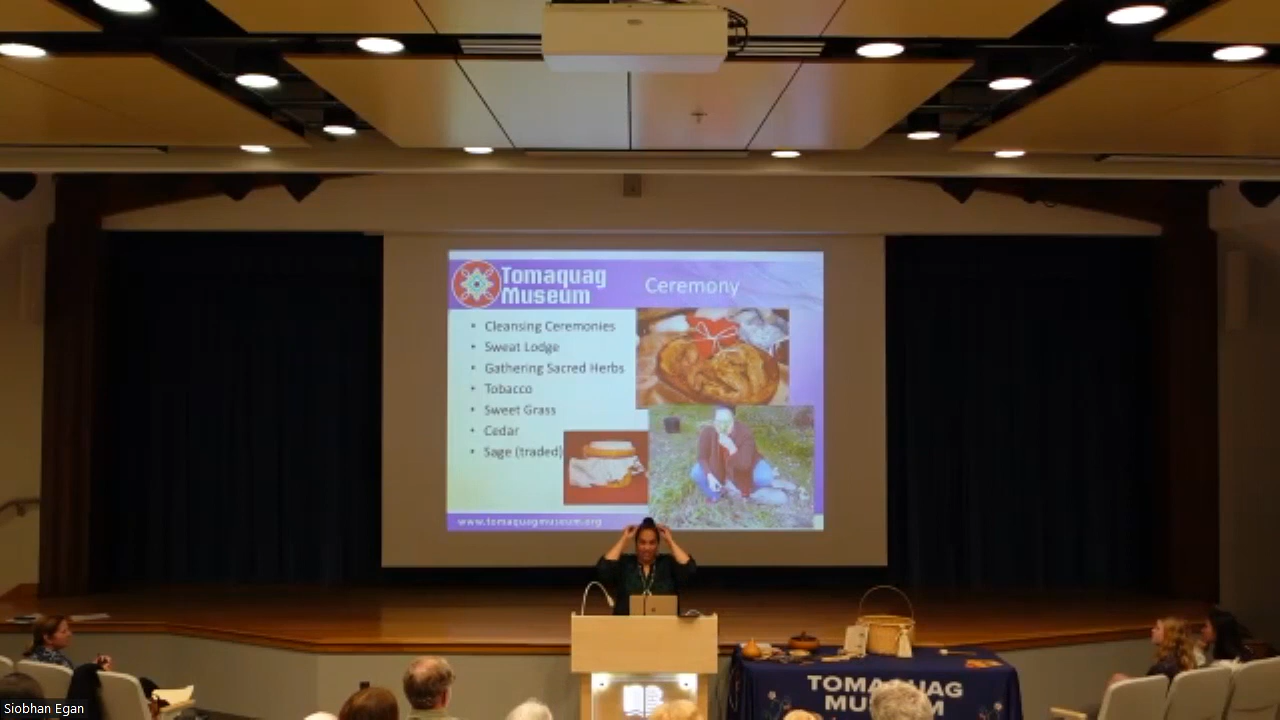 Tomaquag
Museum
Ceremony
• Cleansing Ceremonies
• Sweat Lodge
• Gathering Sacred Herbs
• Tobacco
• Sweet Grass
• Cedar
• Sage (traded)
www.tomaquagmuseum.org
TOMAQUAG
MUSEUM
Siobhan Egan